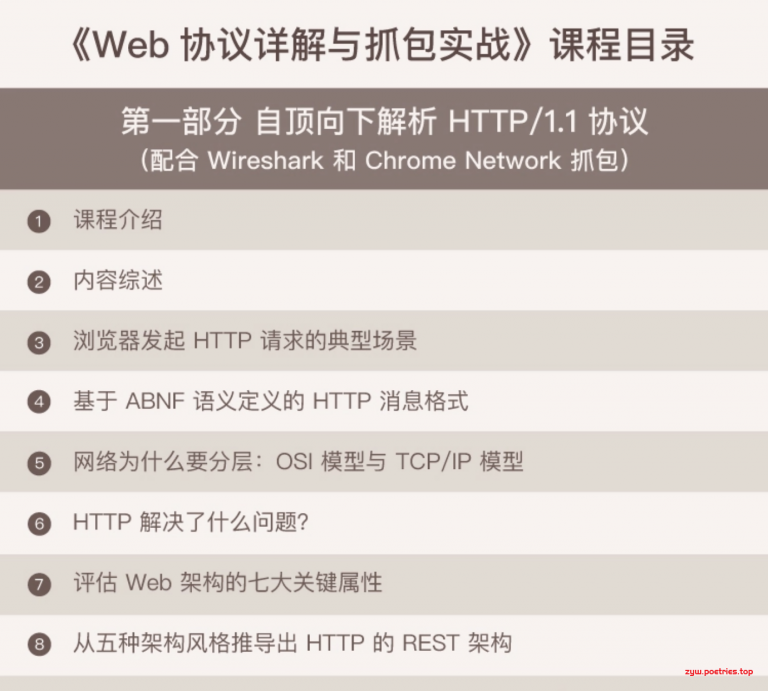 《Web 协议详解与抓包实战》课程目录
第一部分 自顶向下解析 HTTP/1.1 协议
（配合 Wireshark 和 Chrome Network 抓包）
1 课程介绍
2 内容综述
3 浏览器发起 HTTP 请求的典型场景
4 基于 ABNF 语义定义的 HTTP 消息格式
5 网络为什么要分层：OSI 模型与 TCP/IP 模型
6 HTTP 解决了什么问题？
7 评估 Web 架构的七大关键属性
8 从五种架构风格推导出 HTTP 的 REST 架构
zyw.poetries.top